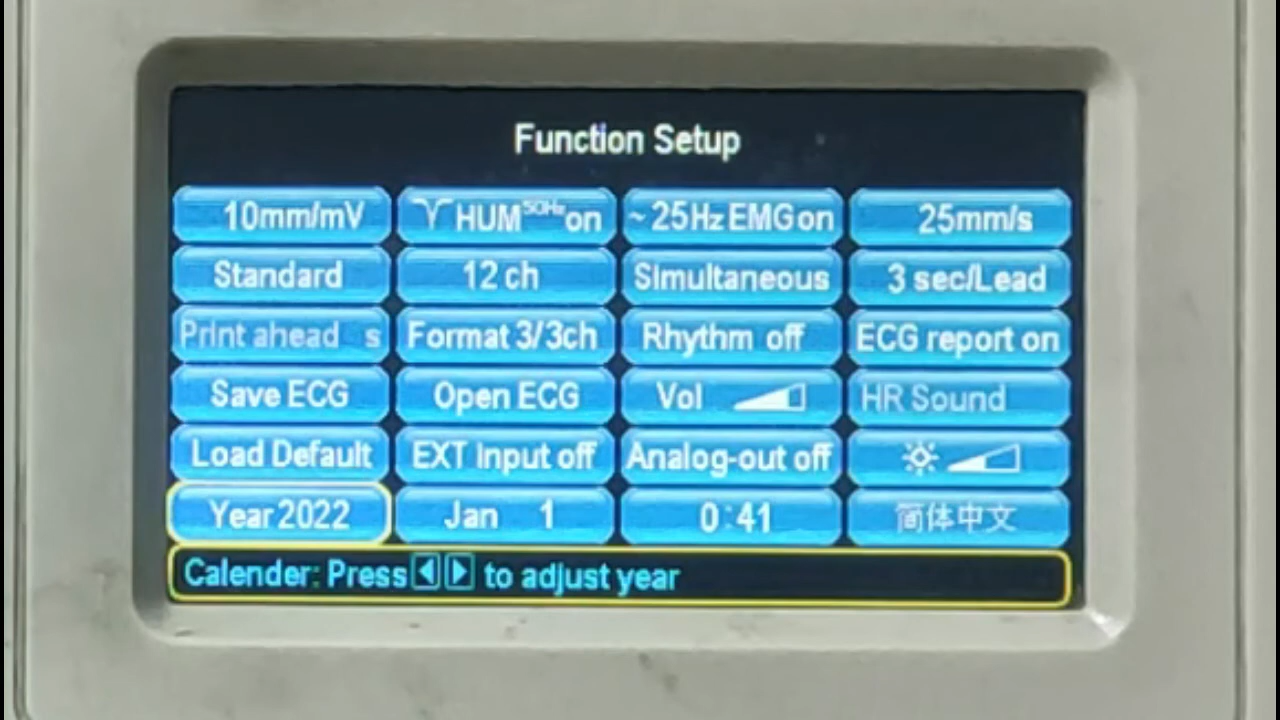 Function Setup
10mm/mV HUM 50Hz on ~ 25Hz EMG on 25mm/s
Standard 12 ch Simultaneous 3 sec/Lead
Print ahead s Format 3/3ch Rhythm off ECG report on
Save ECG Open ECG Vol HR Sound
Load Default EXT Input off Analog-out off
Year 2022 Jan 1 0:41 简体中文
Calender: Press ◀ ▶ to adjust year